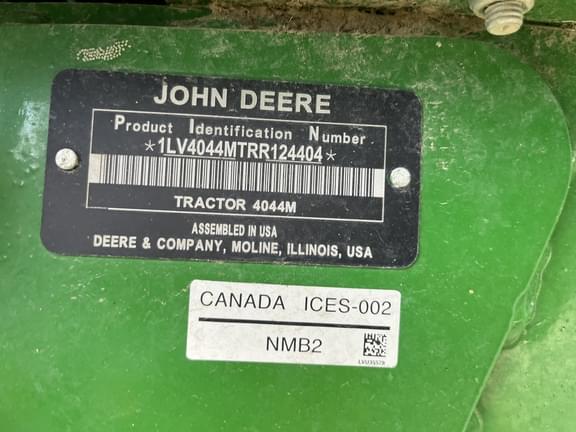 JOHN DEERE
Product Identification Number
*1LV4044MTRR124404*
TRACTOR 4044M
ASSEMBLED IN USA
DEERE & COMPANY, MOLINE, ILLINOIS, USA
CANADA ICES-002
NMB2